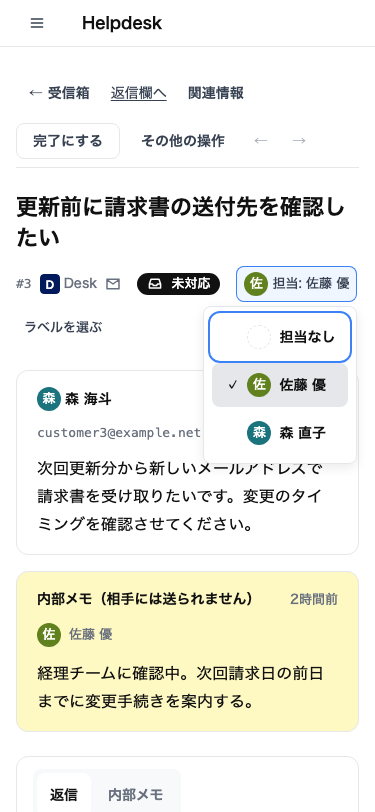 Helpdesk
← 受信箱 返信欄へ 関連情報
完了にする その他の操作 ← →
更新前に請求書の送付先を確認し
たい
#3 D Desk 未対応 佐 担当: 佐藤 優
ラベルを選ぶ
担当なし
✓ 佐 佐藤 優
森 森 直子
森 森 海斗
customer3@example.net
次回更新分から新しいメールアドレスで
請求書を受け取りたいです。変更のタイ
ミングを確認させてください。
内部メモ（相手には送られません） 2時間前
佐 佐藤 優
経理チームに確認中。次回請求日の前日
までに変更手続きを案内する。
返信 内部メモ